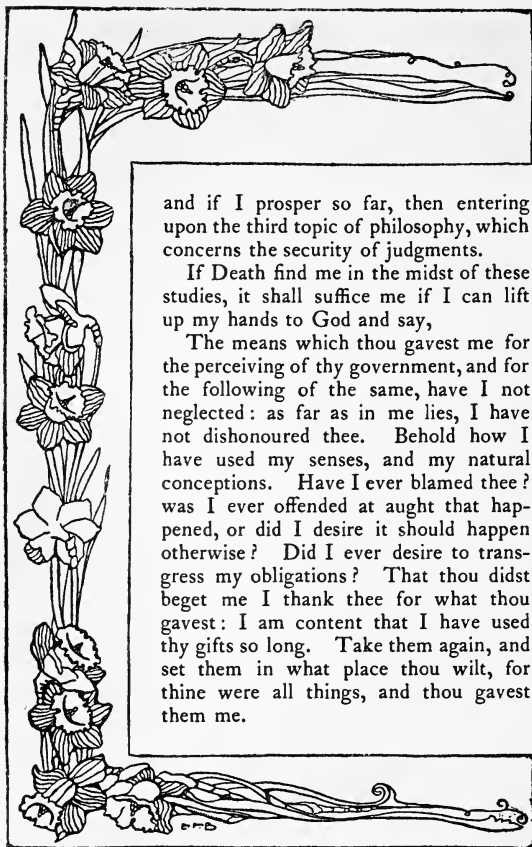 and if I prosper so far, then entering
upon the third topic of philosophy, which
concerns the security of judgments.
If Death find me in the midst of these
studies, it shall suffice me if I can lift
up my hands to God and say,
The means which thou gavest me for
the perceiving of thy government, and for
the following of the same, have I not
neglected: as far as in me lies, I have
not dishonoured thee. Behold how I
have used my senses, and my natural
conceptions. Have I ever blamed thee?
was I ever offended at aught that hap-
pened, or did I desire it should happen
otherwise? Did I ever desire to trans-
gress my obligations? That thou didst
beget me I thank thee for what thou
gavest: I am content that I have used
thy gifts so long. Take them again, and
set them in what place thou wilt, for
thine were all things, and thou gavest
them me.